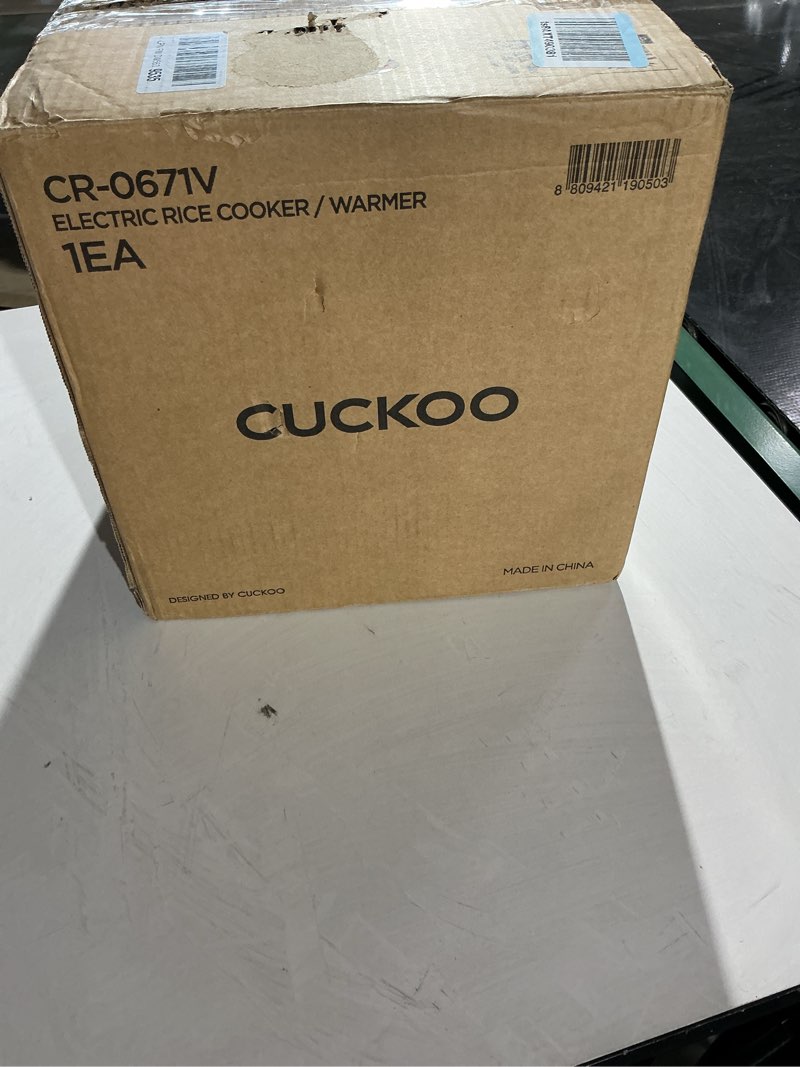 CR-0671V
ELECTRIC RICE COOKER / WARMER
1EA
8 809421 190503
CUCKOO
MADE IN CHINA
DESIGNED BY CUCKOO